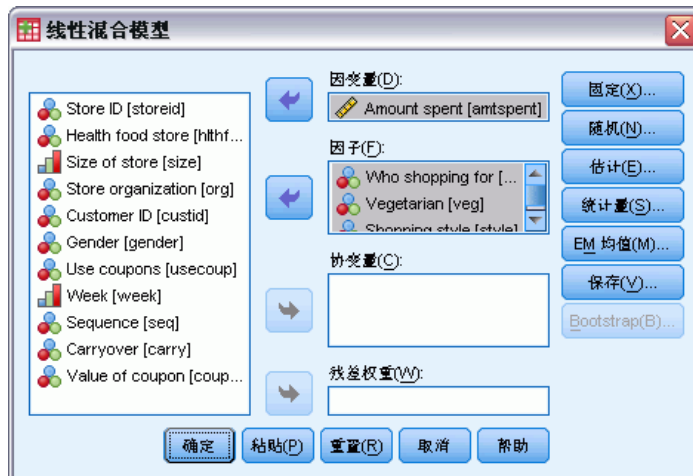 线性混合模型
Store ID [storeid]
Health food store [hlthf...
Size of store [size]
Store organization [org]
Customer ID [custid]
Gender [gender]
Use coupons [usecoup]
Week [week]
Sequence [seq]
Carryover [carry]
Value of coupon [coup...
因变量(D):
Amount spent [amtspent]
因子(F):
Who shopping for [...
Vegetarian [veg]
Shopping style [style]
协变量(C):
残差权重(W):
固定(X)...
随机(N)...
估计(E)...
统计量(S)...
EM 均值(M)...
保存(V)...
Bootstrap(B)...
确定 粘贴(P) 重置(R) 取消 帮助